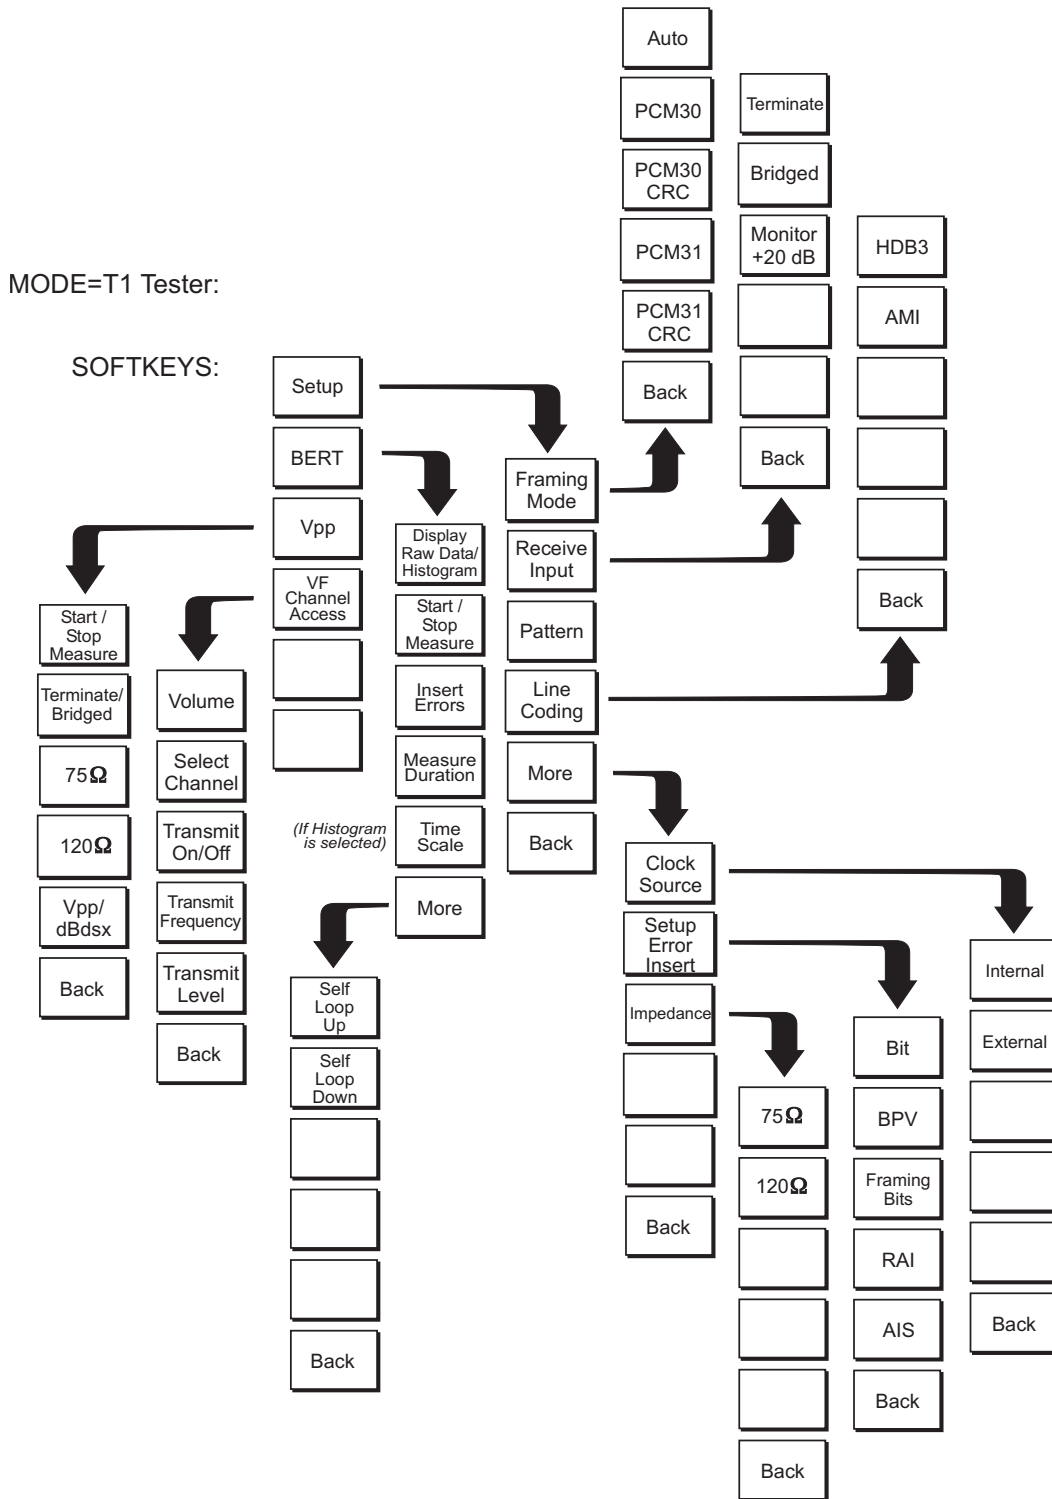 MODE=T1 Tester:
SOFTKEYS:
Setup
BERT
Vpp
VF
Channel
Access
Start /
Stop
Measure
Terminate/
Bridged
75Ω
120Ω
Vpp/
dBdsx
Back
Volume
Select
Channel
Transmit
On/Off
Transmit
Frequency
Transmit
Level
Back
Display
Raw Data/
Histogram
Start /
Stop
Measure
Insert
Errors
Measure
Duration
(If Histogram
is selected)
Time
Scale
More
Self
Loop
Up
Self
Loop
Down
Back
Framing
Mode
Receive
Input
Pattern
Line
Coding
More
Back
Auto
PCM30
PCM30
CRC
PCM31
PCM31
CRC
Back
Terminate
Bridged
Monitor
+20 dB
Back
HDB3
AMI
Back
Clock
Source
Setup
Error
Insert
Impedance
Back
75Ω
120Ω
Back
Bit
BPV
Framing
Bits
RAI
AIS
Back
Internal
External
Back